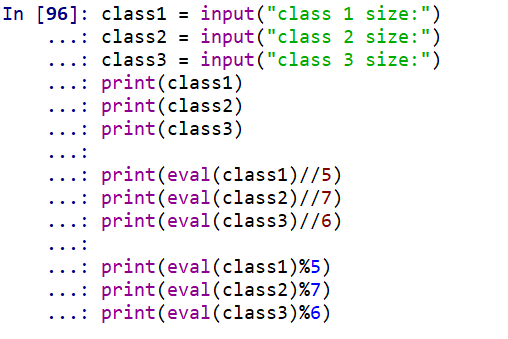 In [96]: class1 = input("class 1 size:")
...: class2 = input("class 2 size:")
...: class3 = input("class 3 size:")
...: print(class1)
...: print(class2)
...: print(class3)
...:
...: print(eval(class1)//5)
...: print(eval(class2)//7)
...: print(eval(class3)//6)
...:
...: print(eval(class1)%5)
...: print(eval(class2)%7)
...: print(eval(class3)%6)